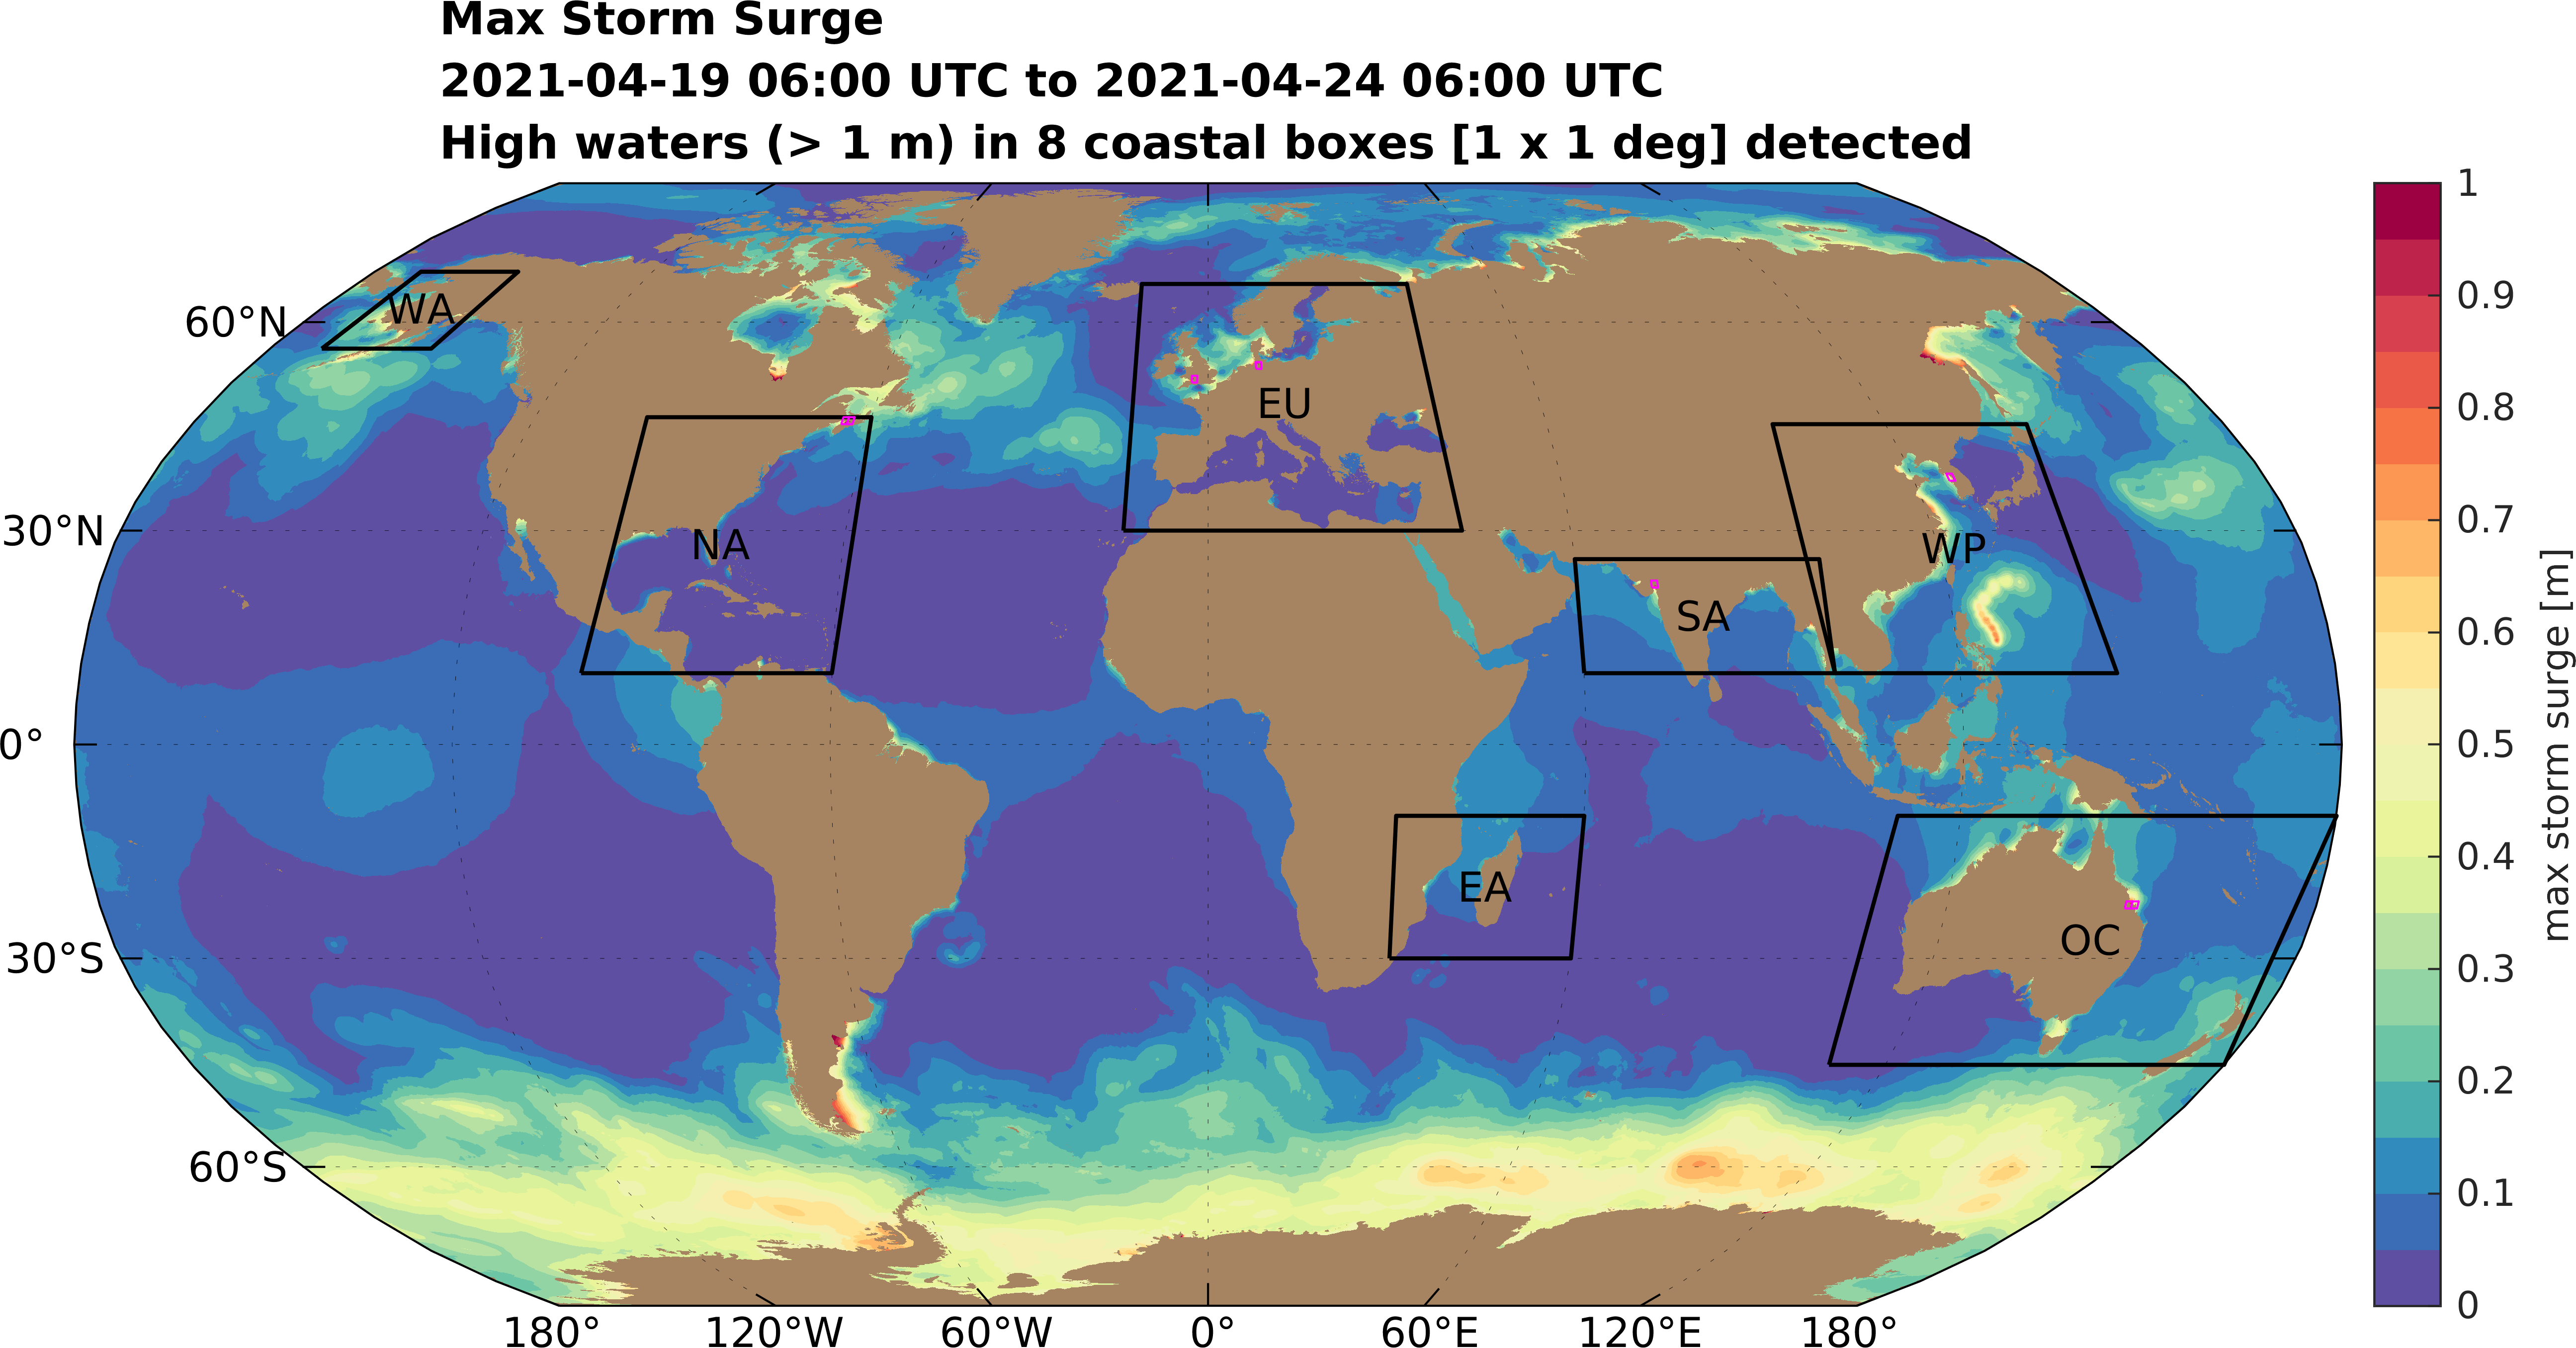 Max Storm Surge
2021-04-19 06:00 UTC to 2021-04-24 06:00 UTC
High waters (> 1 m) in 8 coastal boxes [1 x 1 deg] detected
60°N
30°N
0°
30°S
60°S
WA
NA
EU
SA
WP
EA
OC
180°
120°W
60°W
0°
60°E
120°E
180°
1
0.9
0.8
0.7
0.6
0.5
0.4
0.3
0.2
0.1
0
max storm surge [m]